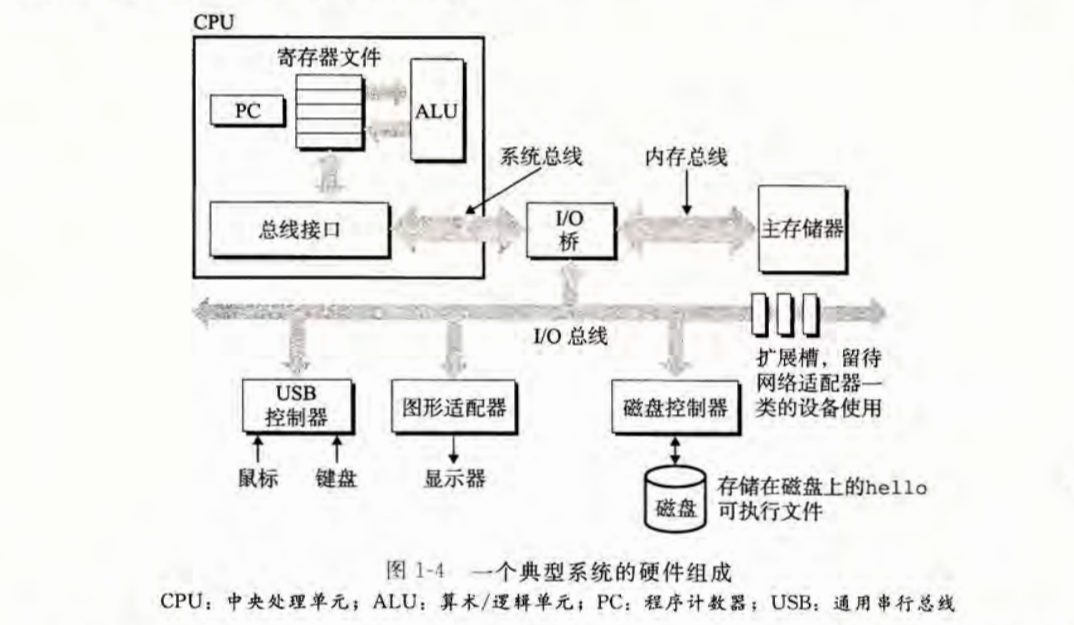 CPU
寄存器文件
PC
ALU
系统总线
内存总线
总线接口
I/O
桥
主存储器
I/O 总线
扩展槽，留待
网络适配器一
类的设备使用
USB
控制器
图形适配器
磁盘控制器
鼠标
键盘
显示器
磁盘
存储在磁盘上的hello
可执行文件
图 1-4 一个典型系统的硬件组成
CPU：中央处理单元；ALU：算术/逻辑单元；PC：程序计数器；USB：通用串行总线